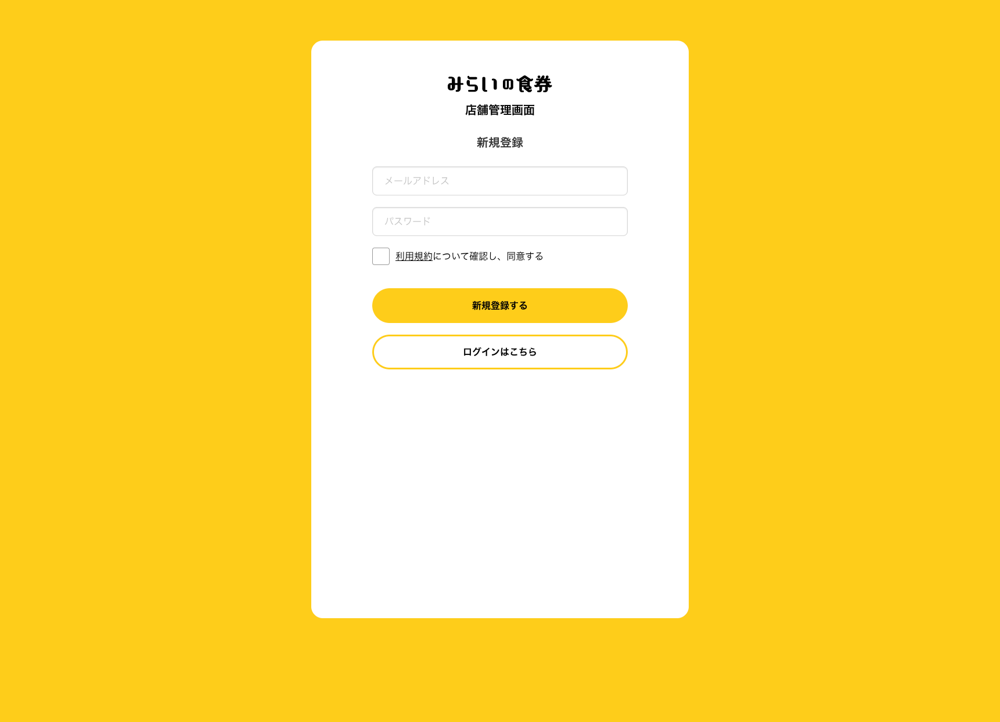 みらいの食券
店舗管理画面
新規登録
メールアドレス
パスワード
利用規約について確認し、同意する
新規登録する
ログインはこちら